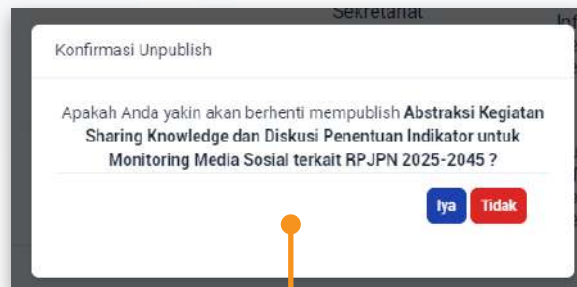 Sekretariat
Konfirmasi Unpublish
Apakah Anda yakin akan berhenti mempublish Abstraksi Kegiatan
Sharing Knowledge dan Diskusi Penentuan Indikator untuk
Monitoring Media Sosial terkait RPJPN 2025-2045 ?
Iya Tidak